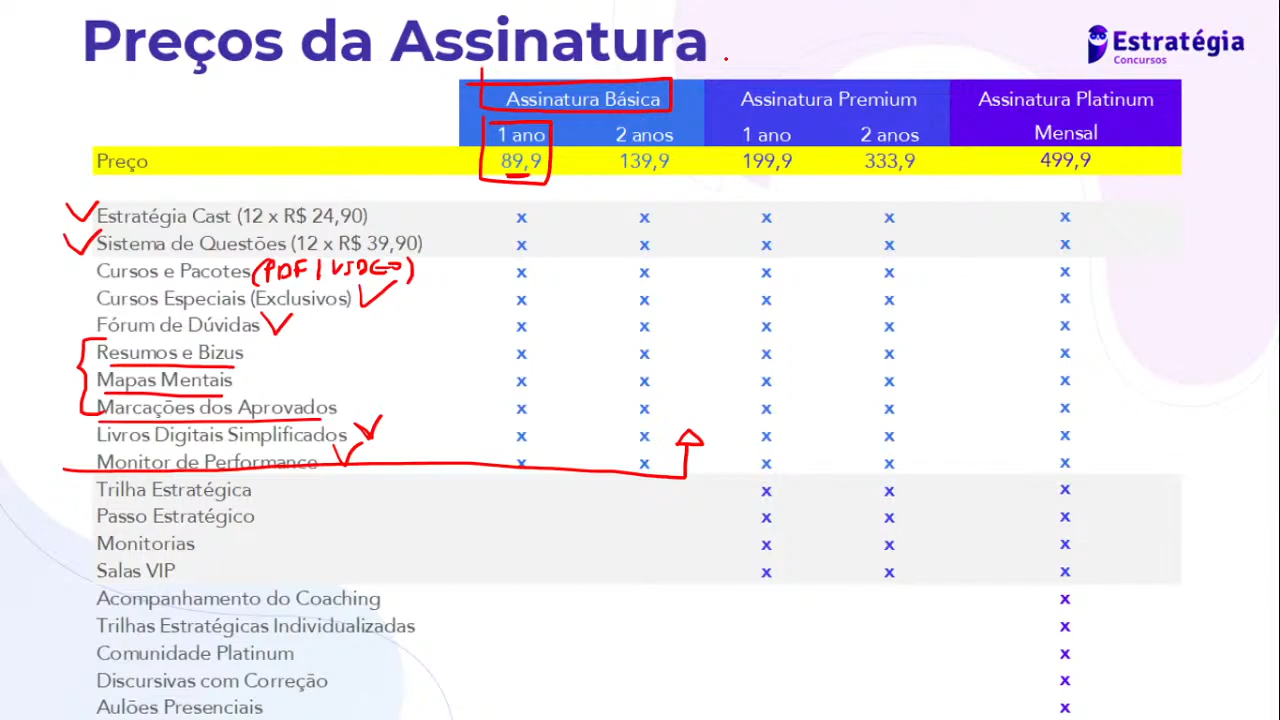 Preços da Assinatura
Estratégia
Concursos
Assinatura Básica Assinatura Premium Assinatura Platinum
1 ano 2 anos 1 ano 2 anos Mensal
Preço 89,9 139,9 199,9 333,9 499,9
Estratégia Cast (12 x R$ 24,90) x x x x x
Sistema de Questões (12 x R$ 39,90) x x x x x
Cursos e Pacotes (PDF / VIDEO) x x x x x
Cursos Especiais (Exclusivos) x x x x x
Fórum de Dúvidas x x x x x
Resumos e Bizus x x x x x
Mapas Mentais x x x x x
Marcações dos Aprovados x x x x x
Livros Digitais Simplificados x x x x x
Monitor de Performance x x x x x
Trilha Estratégica x x x
Passo Estratégico x x x
Monitorias x x x
Salas VIP x x x
Acompanhamento do Coaching x
Trilhas Estratégicas Individualizadas x
Comunidade Platinum x
Discursivas com Correção x
Aulões Presenciais x